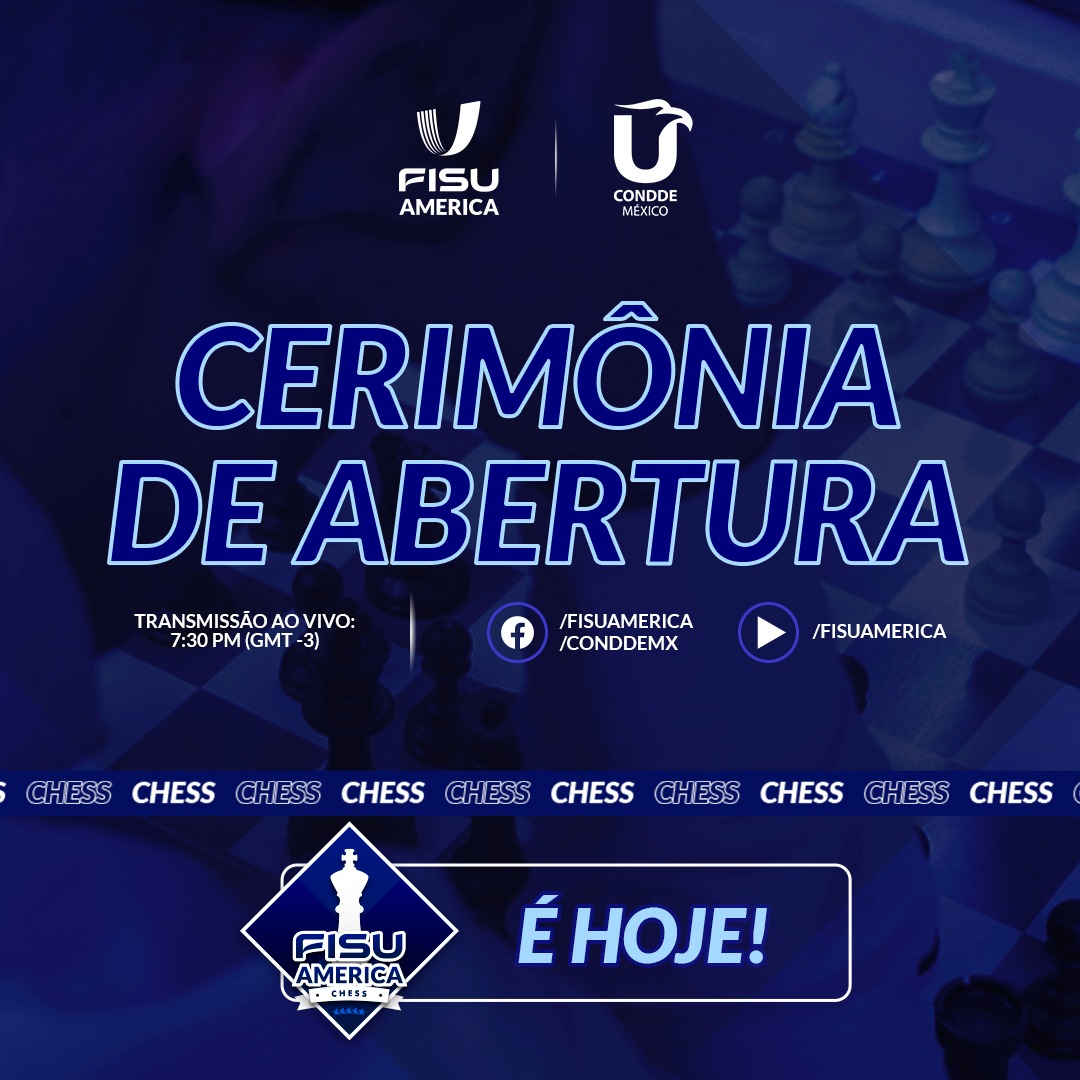 FISU
AMERICA
CONDDE
MÉXICO
CERIMÔNIA
DE ABERTURA
TRANSMISSÃO AO VIVO:
7:30 PM (GMT -3)
/FISUAMERICA
/CONDDEMX
/FISUAMERICA
S CHESS CHESS CHESS CHESS CHESS CHESS CHESS CHESS CHESS CHESS
FISU
AMERICA
CHESS
É HOJE!